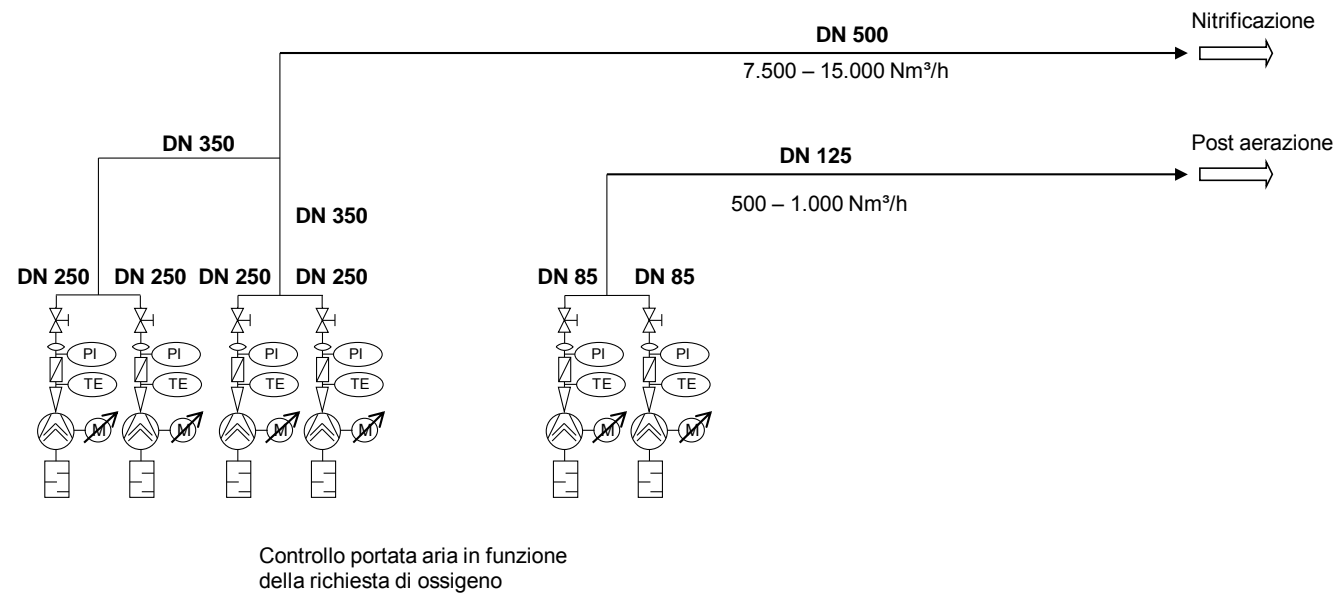 Nitrificazione
DN 500
7.500 – 15.000 Nm³/h
DN 350
Post aerazione
DN 125
500 – 1.000 Nm³/h
DN 350
DN 250 DN 250 DN 250 DN 250 DN 85 DN 85
PI PI PI PI PI PI
TE TE TE TE TE TE
M M M M M M
Controllo portata aria in funzione
della richiesta di ossigeno